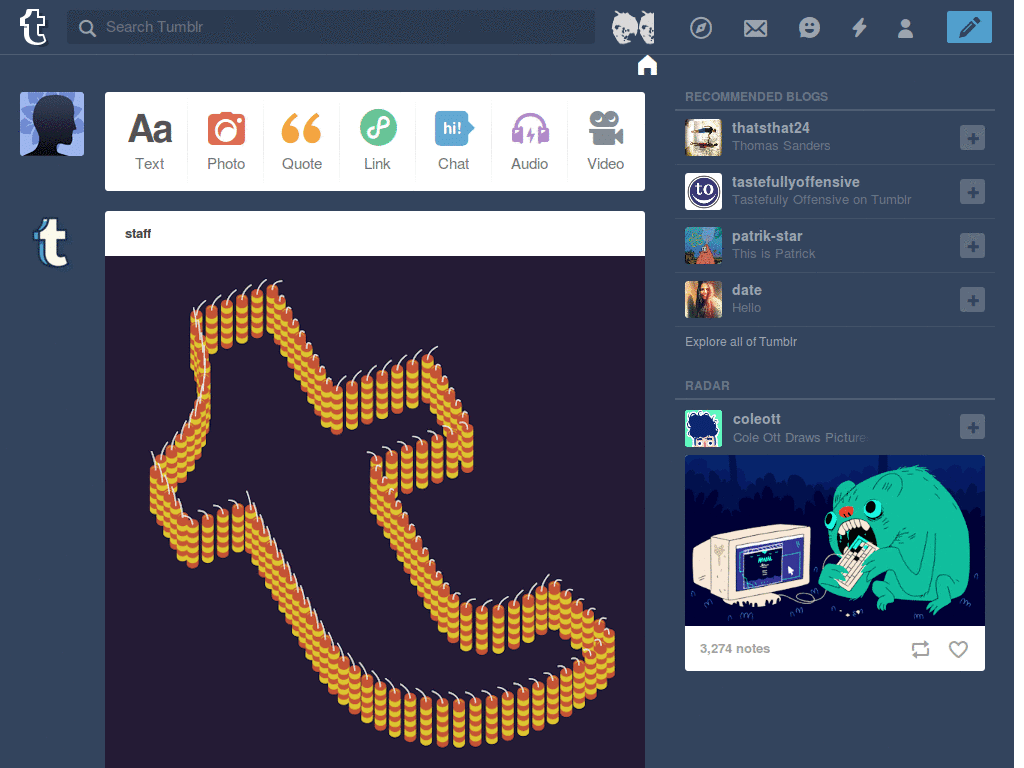 t
Search Tumblr
Aa
hi!
Text
Photo
Quote
Link
Chat
Audio
Video
t
staff
RECOMMENDED BLOGS
thatsthat24
Thomas Sanders
to
tastefullyoffensive
Tastefully Offensive on Tumblr
patrik-star
This is Patrick
date
Hello
Explore all of Tumblr
RADAR
coleott
Cole Ott Draws Picture
3,274 notes